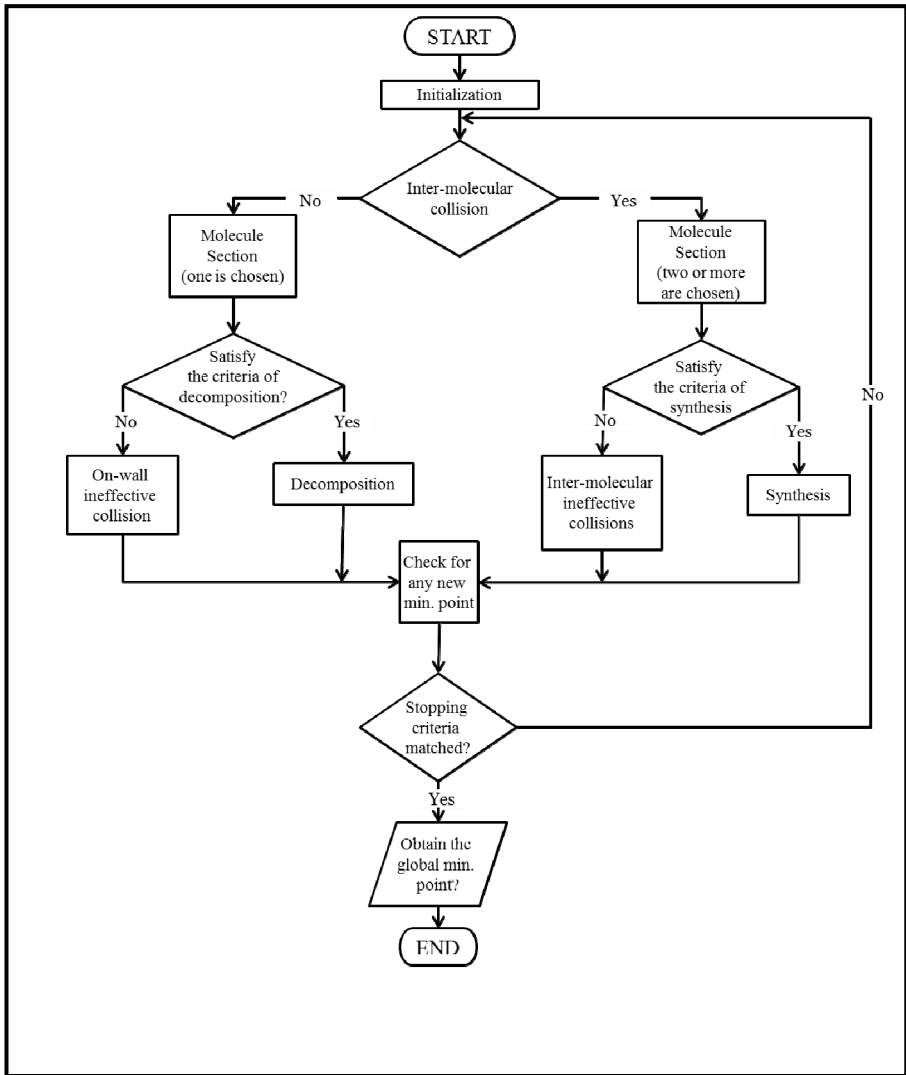 START
Initialization
Inter-molecular
collision
No
Yes
Molecule
Section
(one is chosen)
Molecule
Section
(two or more
are chosen)
Satisfy
the criteria of
decomposition?
Satisfy
the criteria of
synthesis
No
No
Yes
No
Yes
On-wall
ineffective
collision
Decomposition
Inter-molecular
ineffective
collisions
Synthesis
Check for
any new
min. point
Stopping
criteria
matched?
Yes
Obtain the
global min.
point?
END